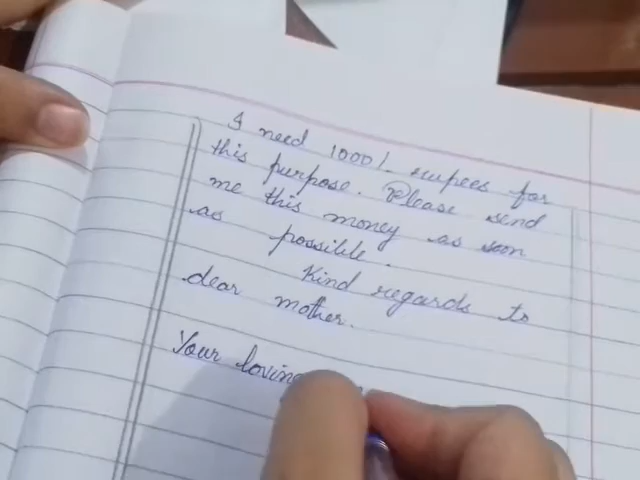 I need 1000/- rupees for
this purpose. Please send
me this money as soon
as possible.
Kind regards to
dear mother.
Your loving